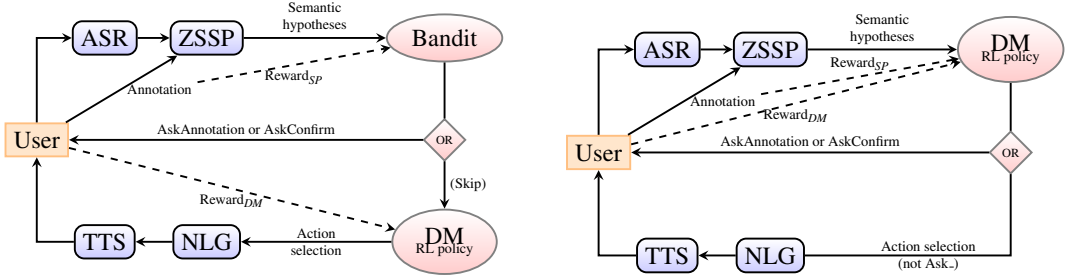 Semantic
hypotheses
ASR
ZSSP
Bandit
Reward_SP
Annotation
User
AskAnnotation or AskConfirm
OR
(Skip)
Reward_DM
DM
RL policy
Action
selection
TTS
NLG
Semantic
hypotheses
ASR
ZSSP
DM
RL policy
Reward_SP
Annotation
Reward_DM
User
AskAnnotation or AskConfirm
OR
TTS
NLG
Action selection
(not Ask_)